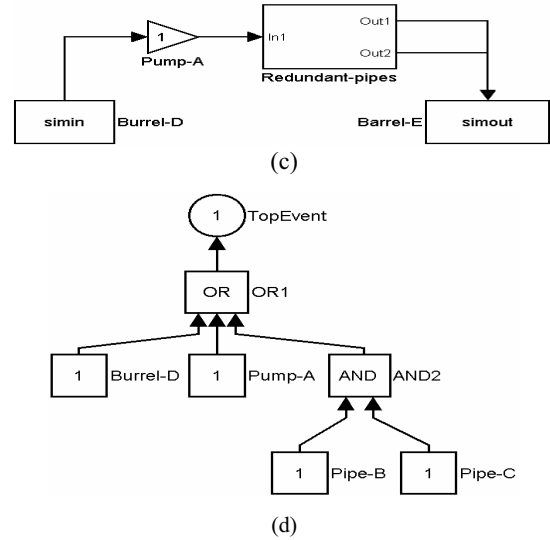 1
Pump-A
In1
Out1
Out2
Redundant-pipes
simin
Burrel-D
Barrel-E
simout
(c)
1
TopEvent
OR
OR1
1
Burrel-D
1
Pump-A
AND
AND2
1
Pipe-B
1
Pipe-C
(d)